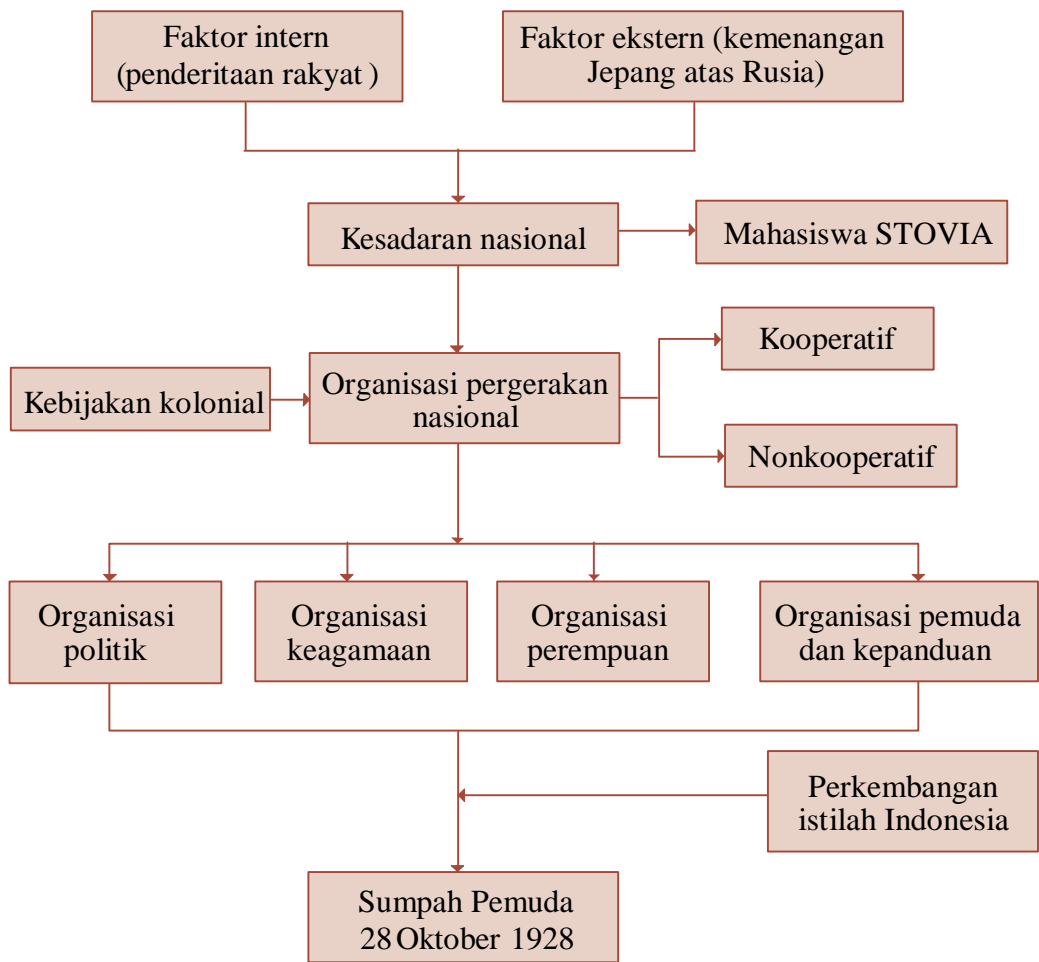 Faktor intern
(penderitaan rakyat )
Faktor ekstern (kemenangan
Jepang atas Rusia)
Kesadaran nasional
Mahasiswa STOVIA
Kooperatif
Kebijakan kolonial
Organisasi pergerakan
nasional
Nonkooperatif
Organisasi
politik
Organisasi
keagamaan
Organisasi
perempuan
Organisasi pemuda
dan kepanduan
Perkembangan
istilah Indonesia
Sumpah Pemuda
28 Oktober 1928